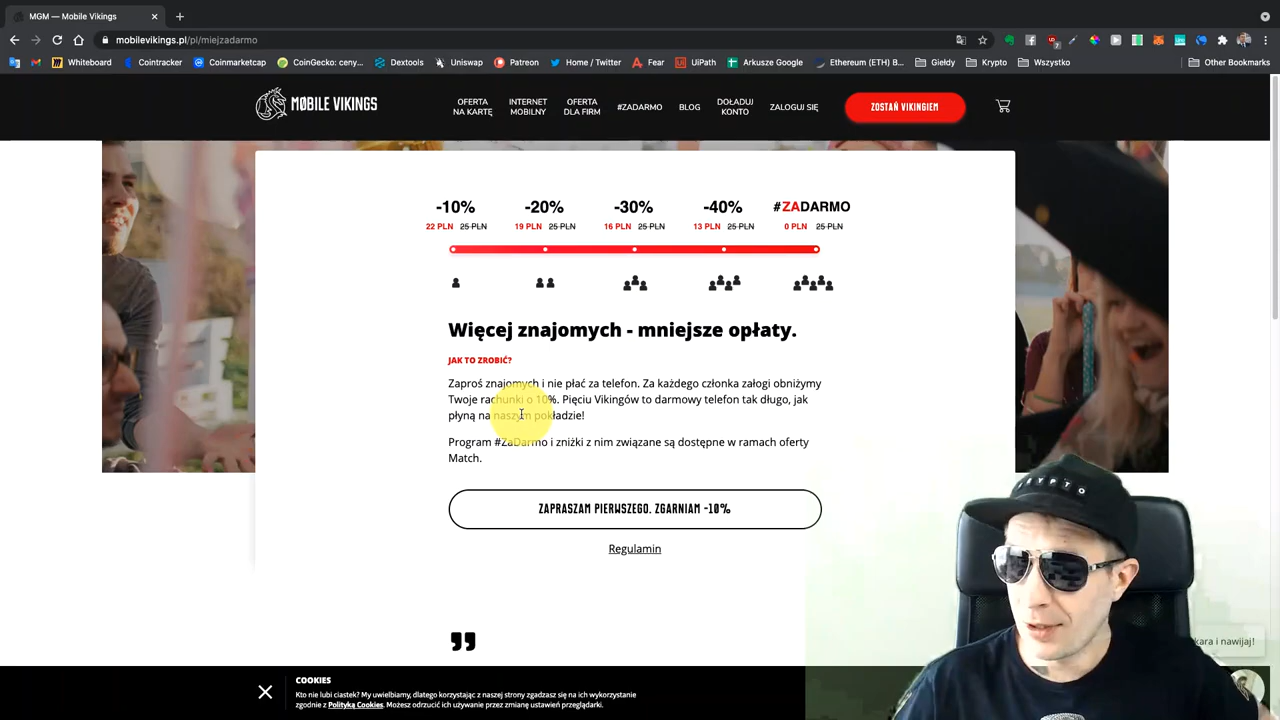 MGM — Mobile Vikings
mobilevikings.pl/pl/miejzadarmo
Whiteboard Cointracker Coinmarketcap CoinGecko: ceny... Dextools Uniswap Patreon Home / Twitter Fear UiPath Arkusze Google Ethereum (ETH) B... Giełdy Krypto Wszystko Other Bookmarks
MØBILE VIKINGS
OFERTA
NA KARTĘ
INTERNET
MOBILNY
OFERTA
DLA FIRM
#ZADARMO
BLOG
DOŁADUJ
KONTO
ZALOGUJ SIĘ
ZOSTAŃ VIKINGIEM
-10% -20% -30% -40% #ZADARMO
22 PLN 25 PLN 19 PLN 25 PLN 16 PLN 25 PLN 13 PLN 25 PLN 0 PLN 25 PLN
Więcej znajomych - mniejsze opłaty.
JAK TO ZROBIĆ?
Zaproś znajomych i nie płać za telefon. Za każdego członka załogi obniżymy
Twoje rachunki o 10%. Pięciu Vikingów to darmowy telefon tak długo, jak
płyną na naszym pokładzie!
Program #ZaDarmo i zniżki z nim związane są dostępne w ramach oferty
Match.
ZAPRASZAM PIERWSZEGO. ZGARNIAM -10%
Regulamin
CRYPTO
kara i nawijaj!
COOKIES
Kto nie lubi ciastek? My uwielbiamy, dlatego korzystając z naszej strony zgadzasz się na ich wykorzystanie
zgodnie z Polityką Cookies. Możesz odrzucić ich używanie przez zmianę ustawień przeglądarki.